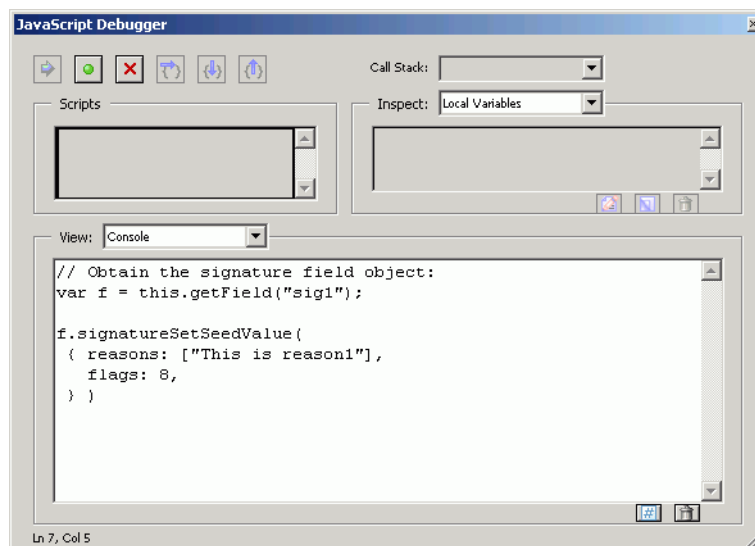 JavaScript Debugger
Call Stack:
Scripts
Inspect: Local Variables
View: Console
// Obtain the signature field object:
var f = this.getField("sig1");
f.signatureSetSeedValue(
{ reasons: ["This is reason1"],
flags: 8,
} )
Ln 7, Col 5